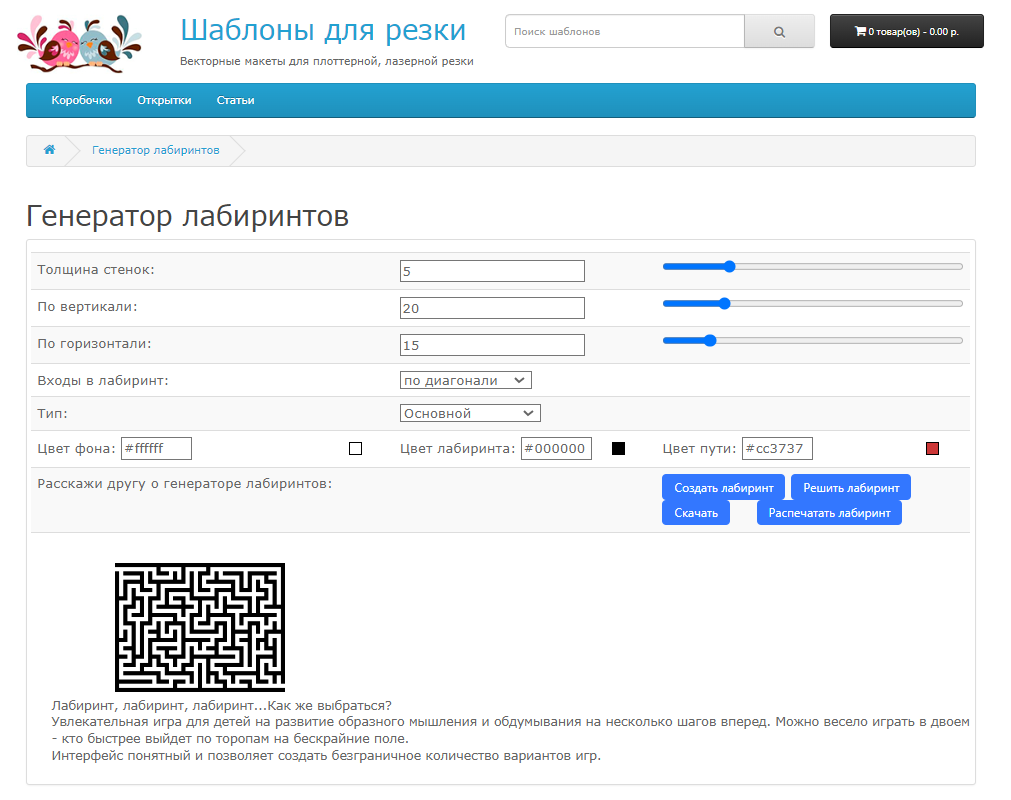 Шаблоны для резки
Векторные макеты для плоттерной, лазерной резки
Поиск шаблонов
0 товар(ов) - 0.00 р.
Коробочки Открытки Статьи
Генератор лабиринтов
Генератор лабиринтов
Толщина стенок: 5
По вертикали: 20
По горизонтали: 15
Входы в лабиринт: по диагонали
Тип: Основной
Цвет фона: #ffffff Цвет лабиринта: #000000 Цвет пути: #cc3737
Расскажи другу о генераторе лабиринтов: Создать лабиринт Решить лабиринт
Скачать Распечатать лабиринт
Лабиринт, лабиринт, лабиринт...Как же выбраться?
Увлекательная игра для детей на развитие образного мышления и обдумывания на несколько шагов вперед. Можно весело играть в двоем
- кто быстрее выйдет по торопам на бескрайние поле.
Интерфейс понятный и позволяет создать безграничное количество вариантов игр.